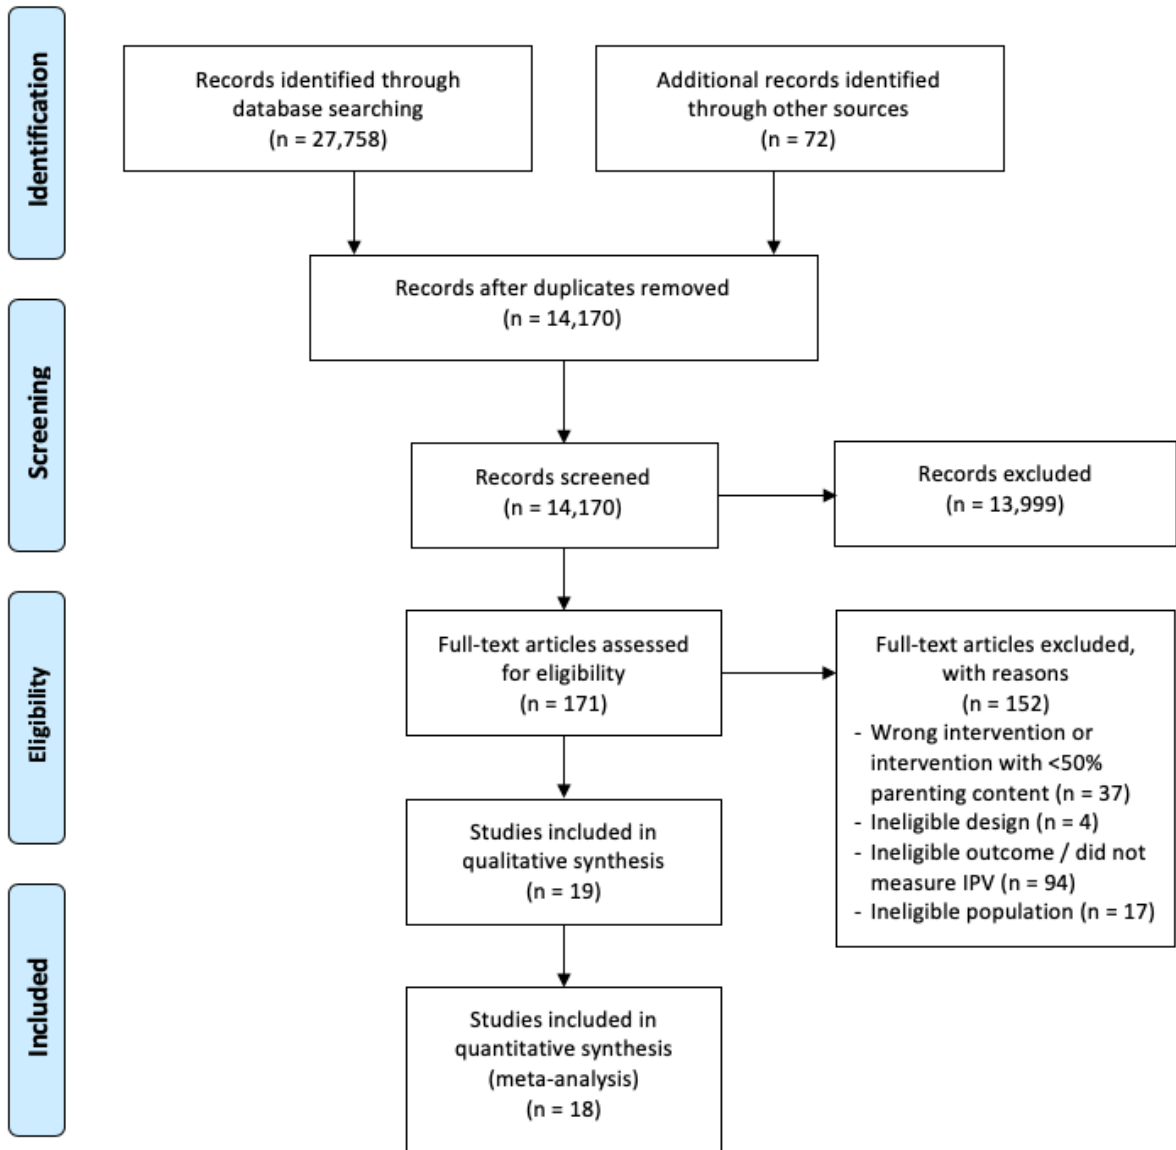 Identification
Records identified through
database searching
(n = 27,758)
Additional records identified
through other sources
(n = 72)
Records after duplicates removed
(n = 14,170)
Screening
Records screened
(n = 14,170)
Records excluded
(n = 13,999)
Eligibility
Full-text articles assessed
for eligibility
(n = 171)
Full-text articles excluded,
with reasons
(n = 152)
- Wrong intervention or
intervention with <50%
parenting content (n = 37)
- Ineligible design (n = 4)
- Ineligible outcome / did not
measure IPV (n = 94)
- Ineligible population (n = 17)
Studies included in
qualitative synthesis
(n = 19)
Included
Studies included in
quantitative synthesis
(meta-analysis)
(n = 18)